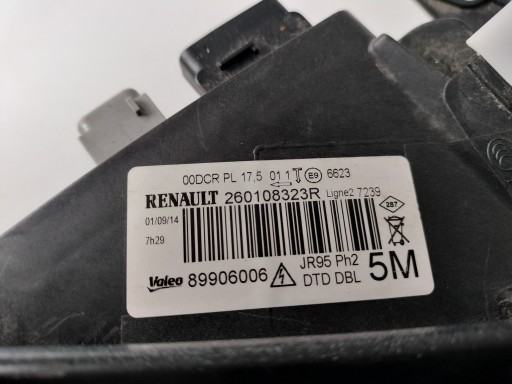 00DCR PL 17,5 01 1 E9 6623
RENAULT 260108323R Ligne2 7239
01/09/14
7h29
287
Valeo 89906006 JR95 Ph2
DTD DBL 5M